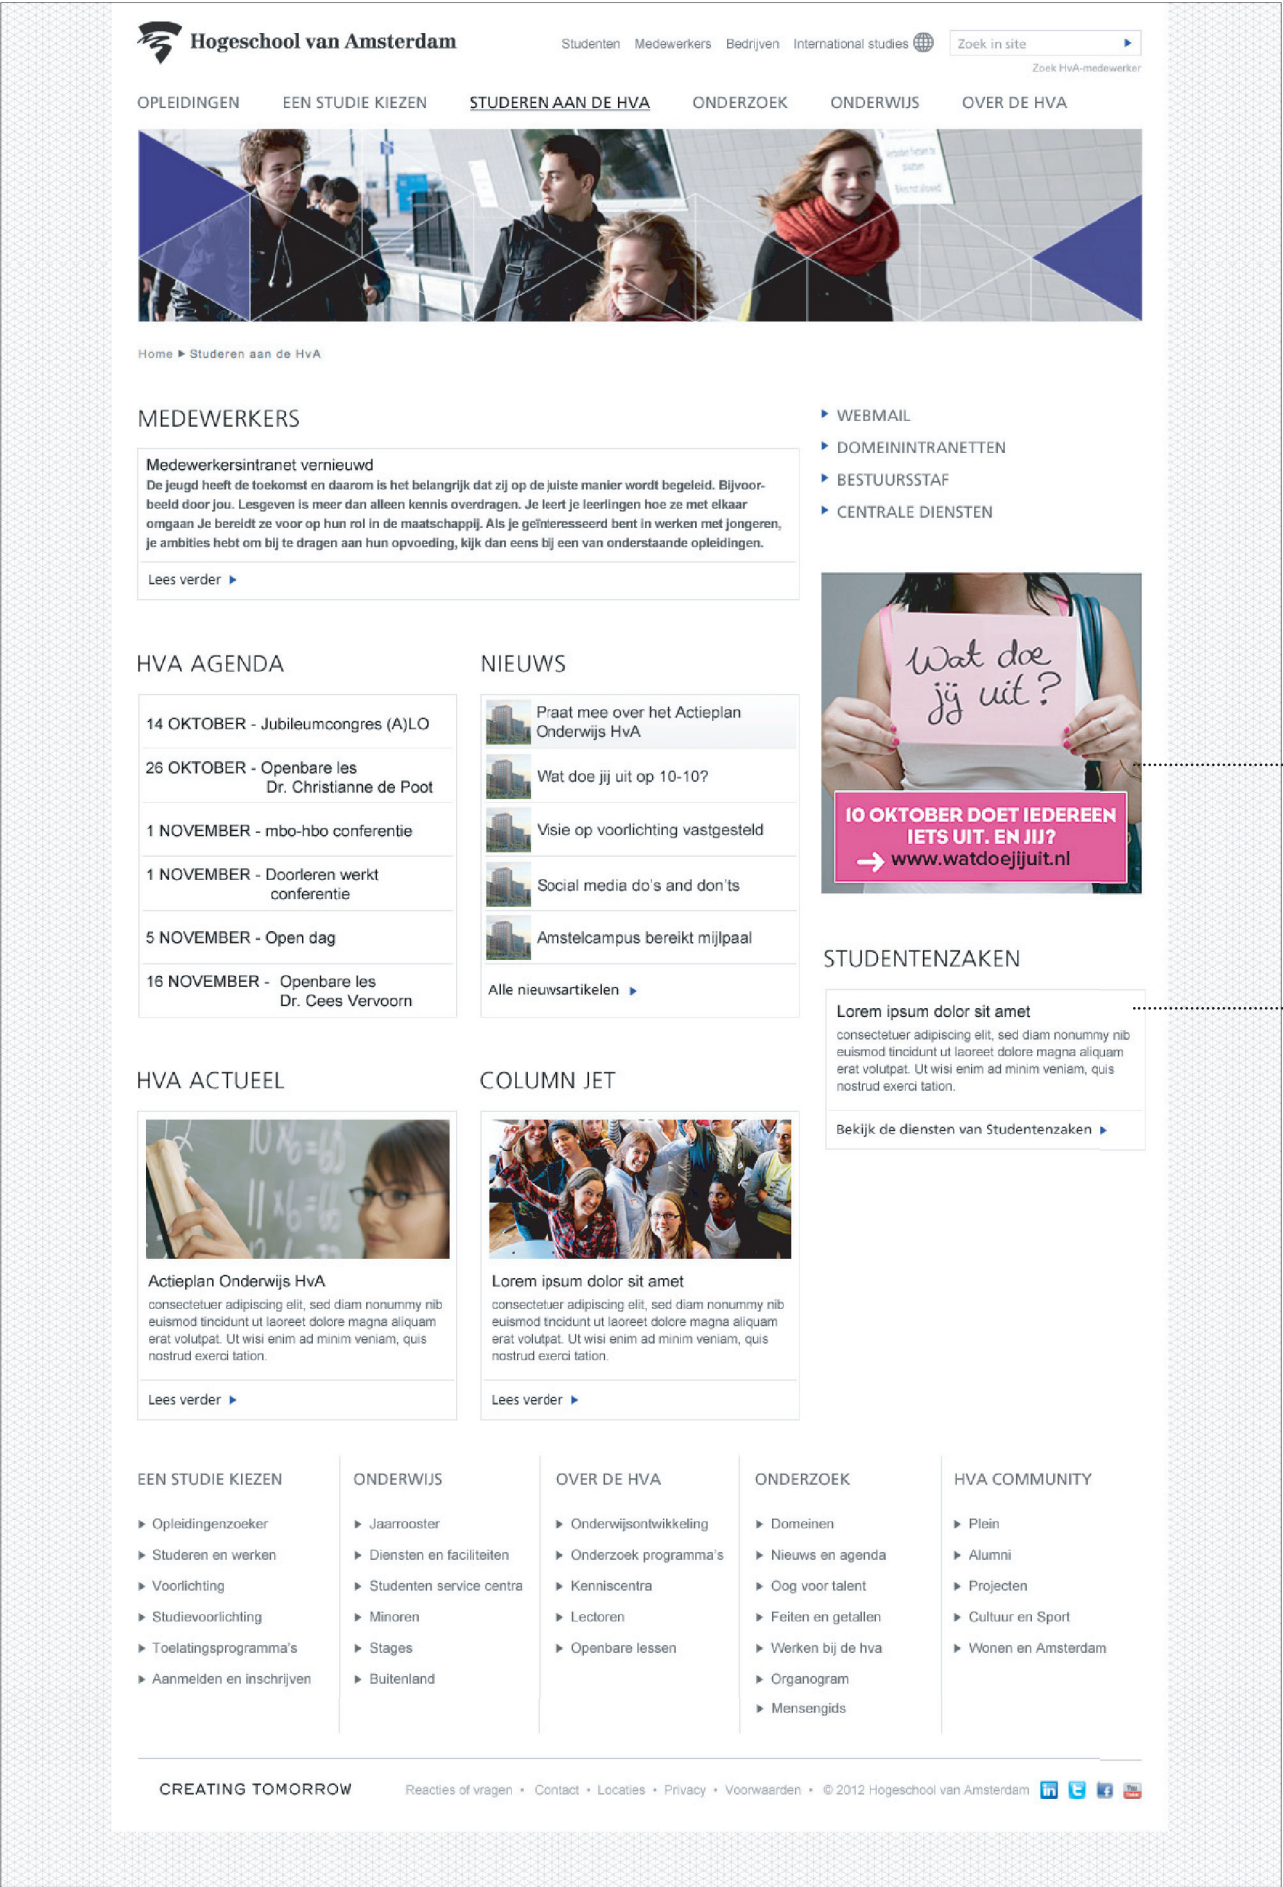 Hogeschool van Amsterdam
Studenten Medewerkers Bedrijven International studies
Zoek in site
Zoek HvA-medewerker
OPLEIDINGEN EEN STUDIE KIEZEN STUDEREN AAN DE HVA ONDERZOEK ONDERWIJS OVER DE HVA
Home ▶ Studeren aan de HvA
MEDEWERKERS
Medewerkersintranet vernieuwd
De jeugd heeft de toekomst en daarom is het belangrijk dat zij op de juiste manier wordt begeleid. Bijvoor-
beeld door jou. Lesgeven is meer dan alleen kennis overdragen. Je leert je leerlingen hoe ze met elkaar
omgaan Je bereidt ze voor op hun rol in de maatschappij. Als je geïnteresseerd bent in werken met jongeren,
je ambities hebt om bij te dragen aan hun opvoeding, kijk dan eens bij een van onderstaande opleidingen.
Lees verder
WEBMAIL
DOMEININTRANETTEN
BESTUURSSTAF
CENTRALE DIENSTEN
HVA AGENDA
14 OKTOBER - Jubileumcongres (A)LO
26 OKTOBER - Openbare les
Dr. Christianne de Poot
1 NOVEMBER - mbo-hbo conferentie
1 NOVEMBER - Doorleren werkt
conferentie
5 NOVEMBER - Open dag
16 NOVEMBER - Openbare les
Dr. Cees Vervoorn
NIEUWS
Praat mee over het Actieplan
Onderwijs HvA
Wat doe jij uit op 10-10?
Visie op voorlichting vastgesteld
Social media do's and don'ts
Amstelcampus bereikt mijlpaal
Alle nieuwsartikelen
Wat doe
jij uit?
10 OKTOBER DOET IEDEREEN
IETS UIT. EN JIJ?
→ www.watdoejijuit.nl
STUDENTENZAKEN
Lorem ipsum dolor sit amet
consectetuer adipiscing elit, sed diam nonummy nib
euismod tincidunt ut laoreet dolore magna aliquam
erat volutpat. Ut wisi enim ad minim veniam, quis
nostrud exerci tation.
Bekijk de diensten van Studentenzaken
HVA ACTUEEL
Actieplan Onderwijs HvA
consectetuer adipiscing elit, sed diam nonummy nib
euismod tincidunt ut laoreet dolore magna aliquam
erat volutpat. Ut wisi enim ad minim veniam, quis
nostrud exerci tation.
Lees verder
COLUMN JET
Lorem ipsum dolor sit amet
consectetuer adipiscing elit, sed diam nonummy nib
euismod tincidunt ut laoreet dolore magna aliquam
erat volutpat. Ut wisi enim ad minim veniam, quis
nostrud exerci tation.
Lees verder
EEN STUDIE KIEZEN
Opleidingenzoeker
Studeren en werken
Voorlichting
Studievoorlichting
Toelatingsprogramma's
Aanmelden en inschrijven
ONDERWIJS
Jaarrooster
Diensten en faciliteiten
Studenten service centra
Minoren
Stages
Buitenland
OVER DE HVA
Onderwijsontwikkeling
Onderzoek programma's
Kenniscentra
Lectoren
Openbare lessen
ONDERZOEK
Domeinen
Nieuws en agenda
Oog voor talent
Feiten en getallen
Werken bij de hva
Organogram
Mensengids
HVA COMMUNITY
Plein
Alumni
Projecten
Cultuur en Sport
Wonen en Amsterdam
CREATING TOMORROW
Reacties of vragen • Contact • Locaties • Privacy • Voorwaarden • © 2012 Hogeschool van Amsterdam